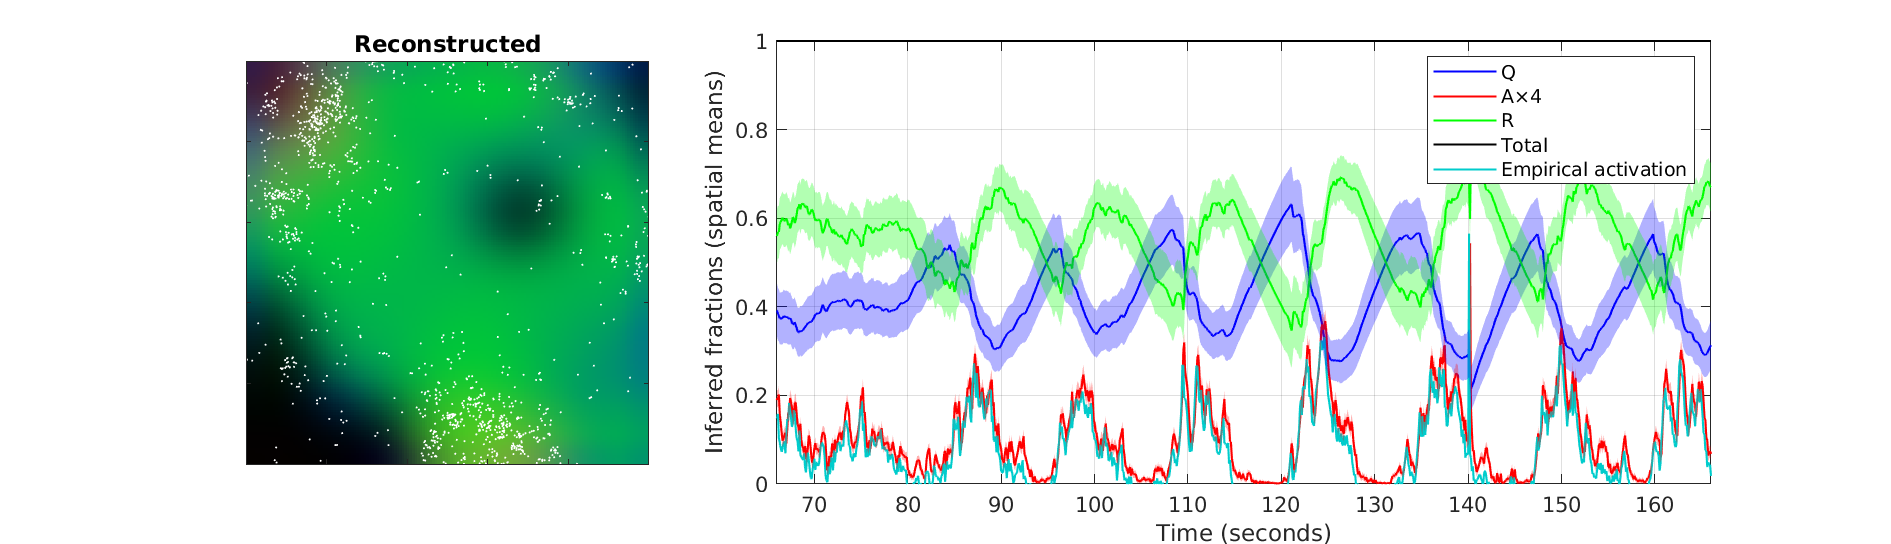 Reconstructed
Inferred fractions (spatial means)
1
0.8
0.6
0.4
0.2
0
Q
A×4
R
Total
Empirical activation
70 80 90 100 110 120 130 140 150 160
Time (seconds)